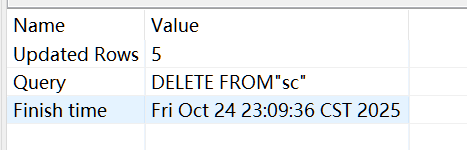 Name Value
Updated Rows 5
Query DELETE FROM"sc"
Finish time Fri Oct 24 23:09:36 CST 2025